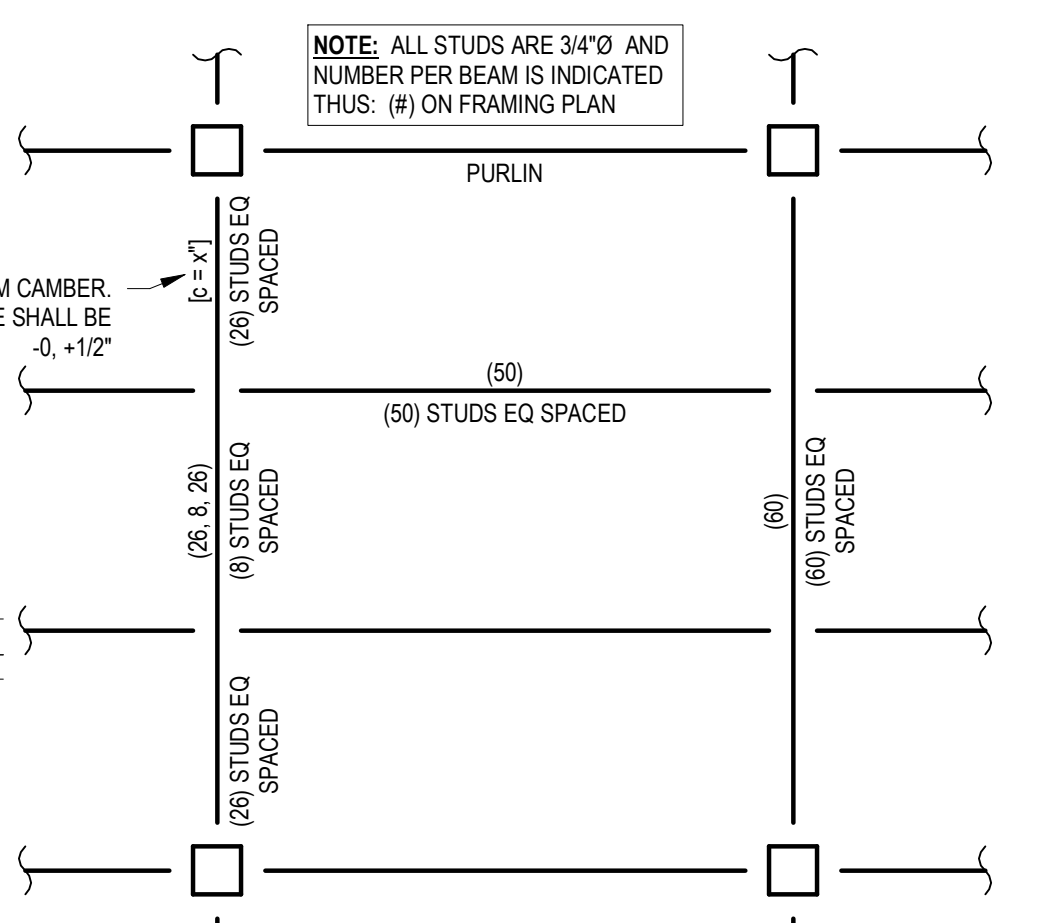 NOTE: ALL STUDS ARE 3/4"Ø AND
NUMBER PER BEAM IS INDICATED
THUS: (#) ON FRAMING PLAN
PURLIN
[c = x"]
(26) STUDS EQ
SPACED
CAMBER.
SHALL BE
-0, +1/2"
(50)
(50) STUDS EQ SPACED
(26, 8, 26)
(8) STUDS EQ
SPACED
(60)
(60) STUDS EQ
SPACED
(26) STUDS EQ
SPACED